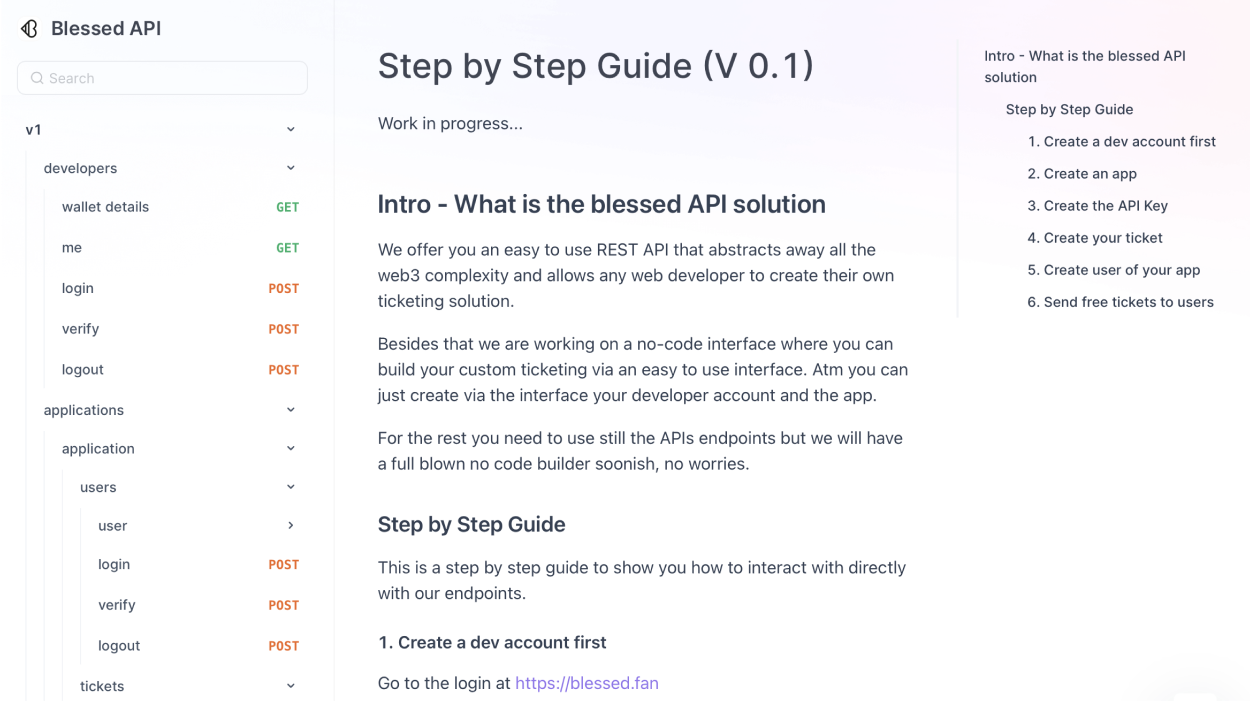 Blessed API
Search
v1
developers
wallet details GET
me GET
login POST
verify POST
logout POST
applications
application
users
user
login POST
verify POST
logout POST
tickets
Step by Step Guide (V 0.1)
Work in progress...
Intro - What is the blessed API solution
We offer you an easy to use REST API that abstracts away all the
web3 complexity and allows any web developer to create their own
ticketing solution.
Besides that we are working on a no-code interface where you can
build your custom ticketing via an easy to use interface. Atm you can
just create via the interface your developer account and the app.
For the rest you need to use still the APIs endpoints but we will have
a full blown no code builder soonish, no worries.
Step by Step Guide
This is a step by step guide to show you how to interact with directly
with our endpoints.
1. Create a dev account first
Go to the login at https://blessed.fan
Intro - What is the blessed API
solution
Step by Step Guide
1. Create a dev account first
2. Create an app
3. Create the API Key
4. Create your ticket
5. Create user of your app
6. Send free tickets to users